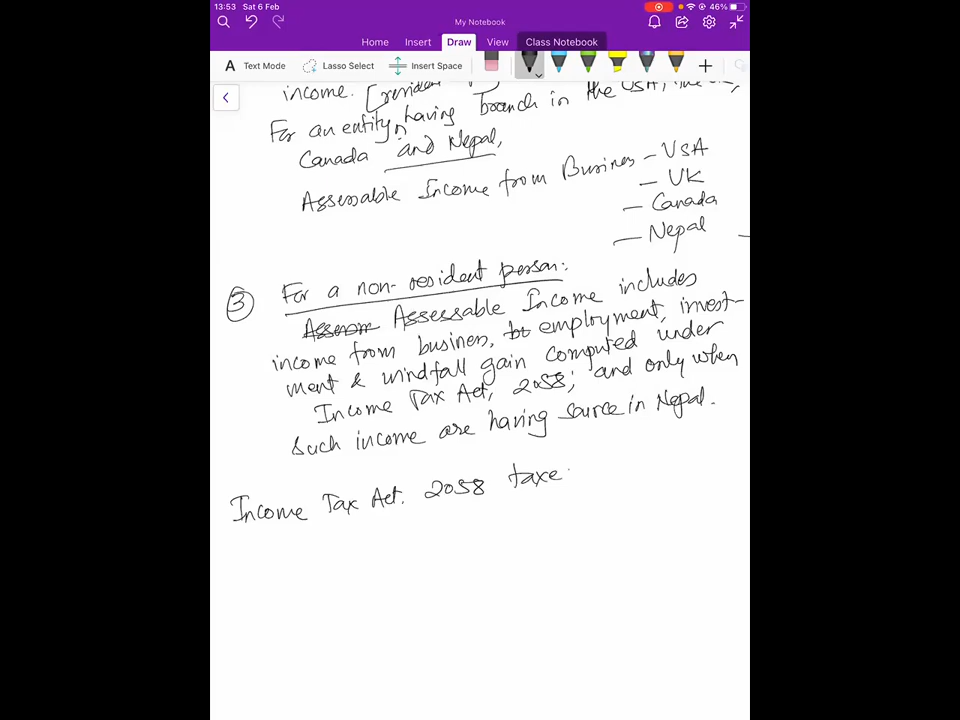 13:53 Sat 6 Feb
46%
My Notebook
Home Insert Draw View Class Notebook
A Text Mode Lasso Select Insert Space
income. [resident
For an entity having branch in the USA,
Canada and Nepal,
Assessable Income from Business – USA
– UK
– Canada
– Nepal –
③ For a non-resident person:
Assessable Income includes
income from business, employment, invest-
ment & windfall gain computed under
Income Tax Act, 2058; and only when
such income are having source in Nepal.
Income Tax Act. 2058 taxe